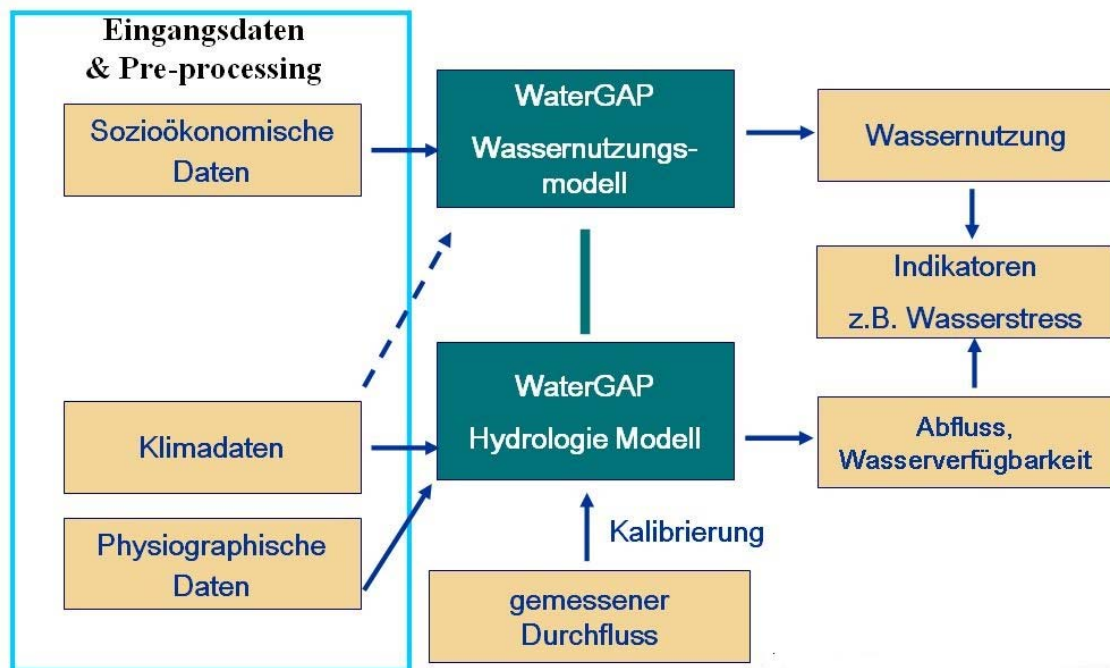 Eingangsdaten
& Pre-processing
Sozioökonomische
Daten
WaterGAP
Wassernutzungs-
modell
Wassernutzung
Indikatoren
z.B. Wasserstress
Klimadaten
WaterGAP
Hydrologie Modell
Abfluss,
Wasserverfügbarkeit
Physiographische
Daten
Kalibrierung
gemessener
Durchfluss